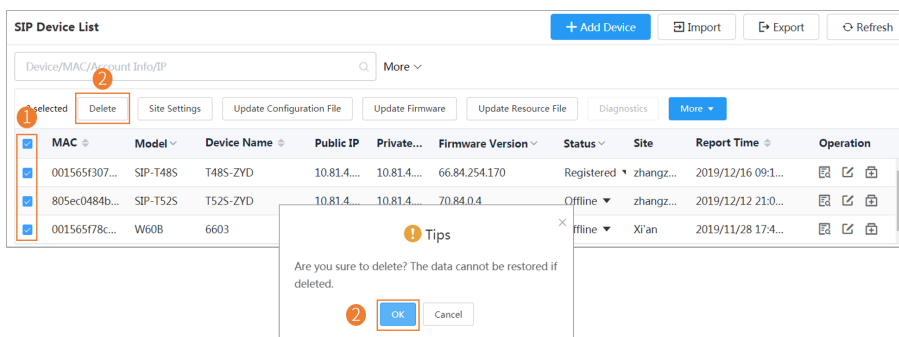 SIP Device List
+ Add Device Import Export Refresh
Device/MAC/Account Info/IP More
2
selected Delete Site Settings Update Configuration File Update Firmware Update Resource File Diagnostics More
1
MAC Model Device Name Public IP Private... Firmware Version Status Site Report Time Operation
001565f307... SIP-T48S T48S-ZYD 10.81.4.... 10.81.4.... 66.84.254.170 Registered zhangz... 2019/12/16 09:1...
805ec0484b... SIP-T52S T52S-ZYD 10.81.4.... 10.81.4.... 70.84.0.4 Offline zhangz... 2019/12/12 21:0...
001565f78c... W60B 6603 ffline Xi'an 2019/11/28 17:4...
! Tips
Are you sure to delete? The data cannot be restored if
deleted.
2 OK Cancel